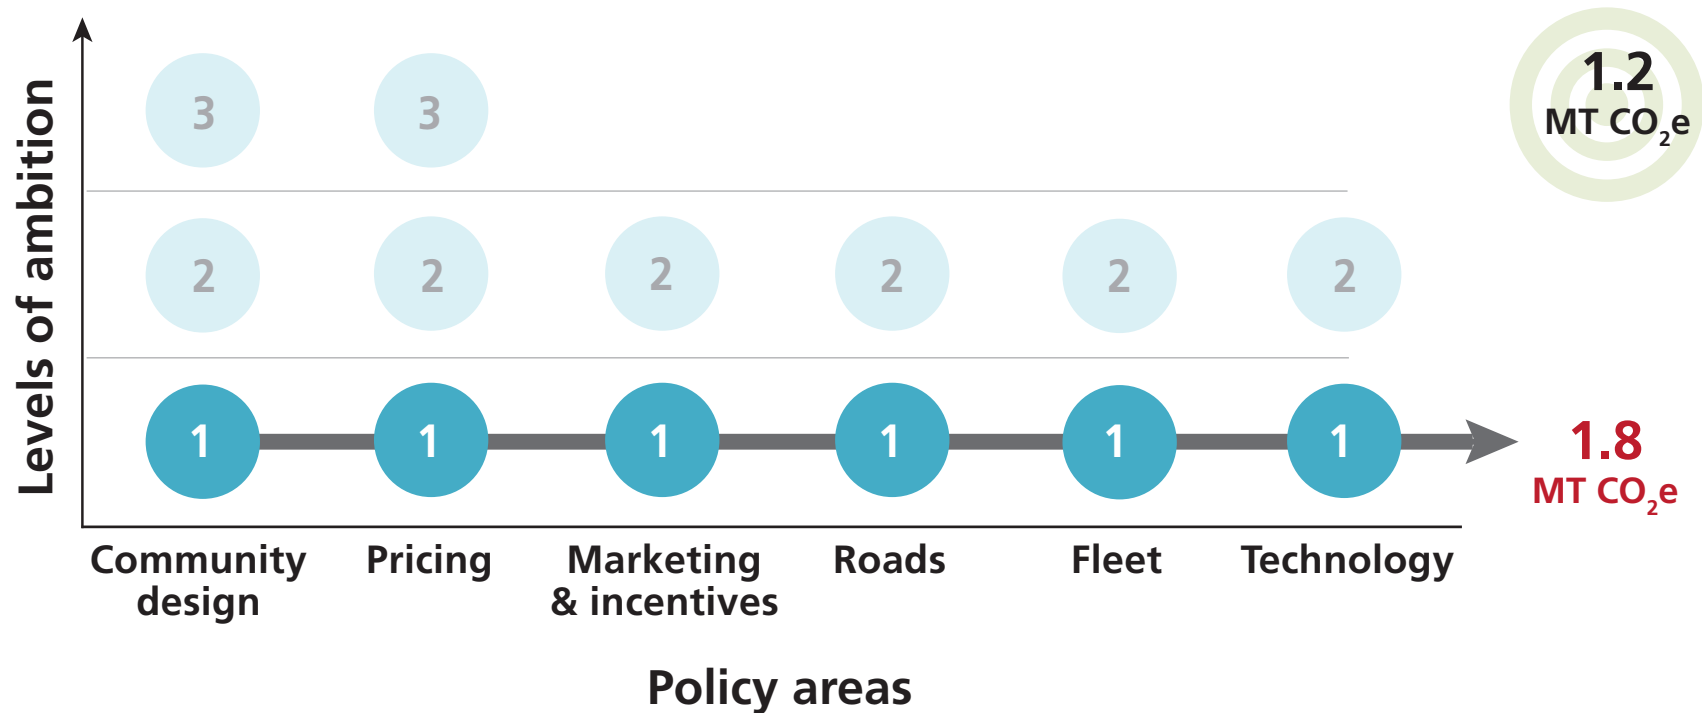 Levels of ambition
3 3
1.2
MT CO₂e
2 2 2 2 2 2
1 1 1 1 1 1
1.8
MT CO₂e
Community Pricing Marketing Roads Fleet Technology
design & incentives
Policy areas